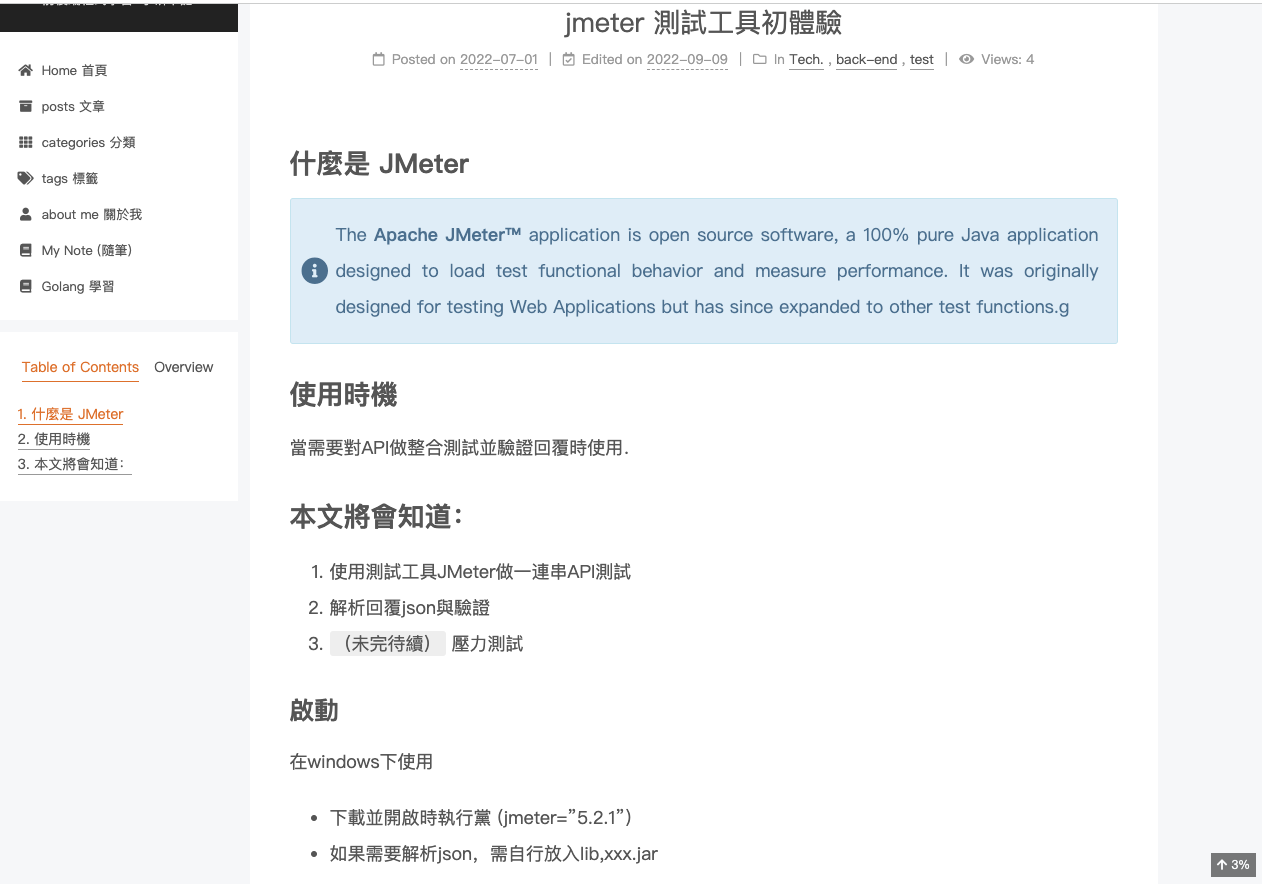 jmeter 測試工具初體驗
Posted on 2022-07-01 | Edited on 2022-09-09 | In Tech. , back-end , test | Views: 4
Home 首頁
posts 文章
categories 分類
tags 標籤
about me 關於我
My Note (隨筆)
Golang 學習
Table of Contents Overview
1. 什麼是 JMeter
2. 使用時機
3. 本文將會知道：
什麼是 JMeter
The Apache JMeter™ application is open source software, a 100% pure Java application
designed to load test functional behavior and measure performance. It was originally
designed for testing Web Applications but has since expanded to other test functions.g
使用時機
當需要對API做整合測試並驗證回覆時使用.
本文將會知道：
1. 使用測試工具JMeter做一連串API測試
2. 解析回覆json與驗證
3. （未完待續） 壓力測試
啟動
在windows下使用
• 下載並開啟時執行黨 (jmeter=”5.2.1”)
• 如果需要解析json，需自行放入lib,xxx.jar
3%